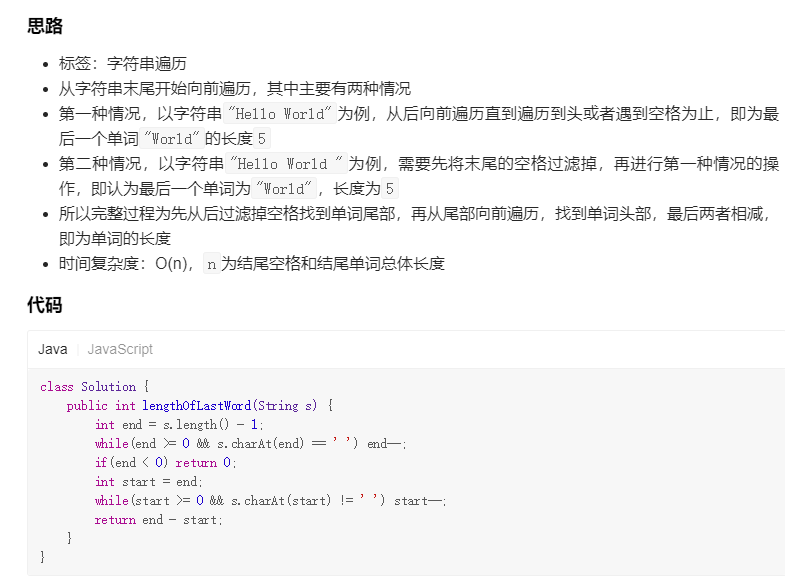 思路
标签：字符串遍历
从字符串末尾开始向前遍历，其中主要有两种情况
第一种情况，以字符串 "Hello World" 为例，从后向前遍历直到遍历到头或者遇到空格为止，即为最
后一个单词 "World" 的长度 5
第二种情况，以字符串 "Hello World " 为例，需要先将末尾的空格过滤掉，再进行第一种情况的操
作，即认为最后一个单词为 "World" ，长度为 5
所以完整过程为先从后过滤掉空格找到单词尾部，再从尾部向前遍历，找到单词头部，最后两者相减，
即为单词的长度
时间复杂度：O(n)， n 为结尾空格和结尾单词总体长度
代码
Java | JavaScript
class Solution {
    public int lengthOfLastWord(String s) {
        int end = s.length() - 1;
        while(end >= 0 && s.charAt(end) == ' ') end--;
        if(end < 0) return 0;
        int start = end;
        while(start >= 0 && s.charAt(start) != ' ') start--;
        return end - start;
    }
}